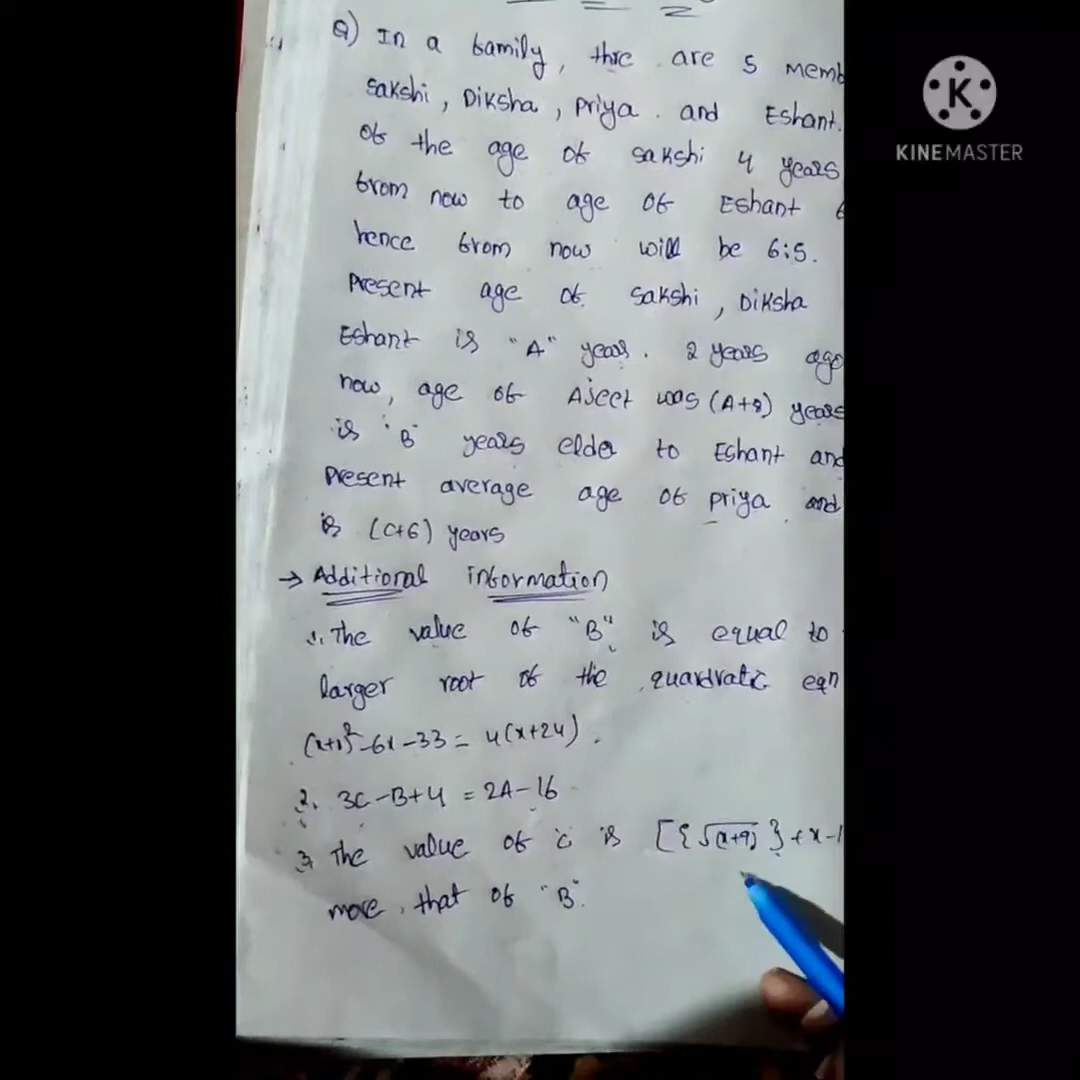 Q) In a family, thre are 5 memb
Sakshi, Diksha, Priya. and Eshant.
of the age of Sakshi 4 years
from now to age of Eshant 6
hence from now will be 6:5.
Present age of Sakshi, Diksha
Eshant is "A" year. 2 years ago
now, age of Ajeet was (A+8) years
is "B" years elder to Eshant and
Present average age of priya and
is (C+6) years
→ Additional information
1. The value of "B" is equal to
larger root of the quardratic eqn
(x+1)²-6x-33=4(x+24).
2. 3C-B+4=2A-16
3. The value of c is [{√(x+9)}+x-1
more that of "B".
K
KINEMASTER